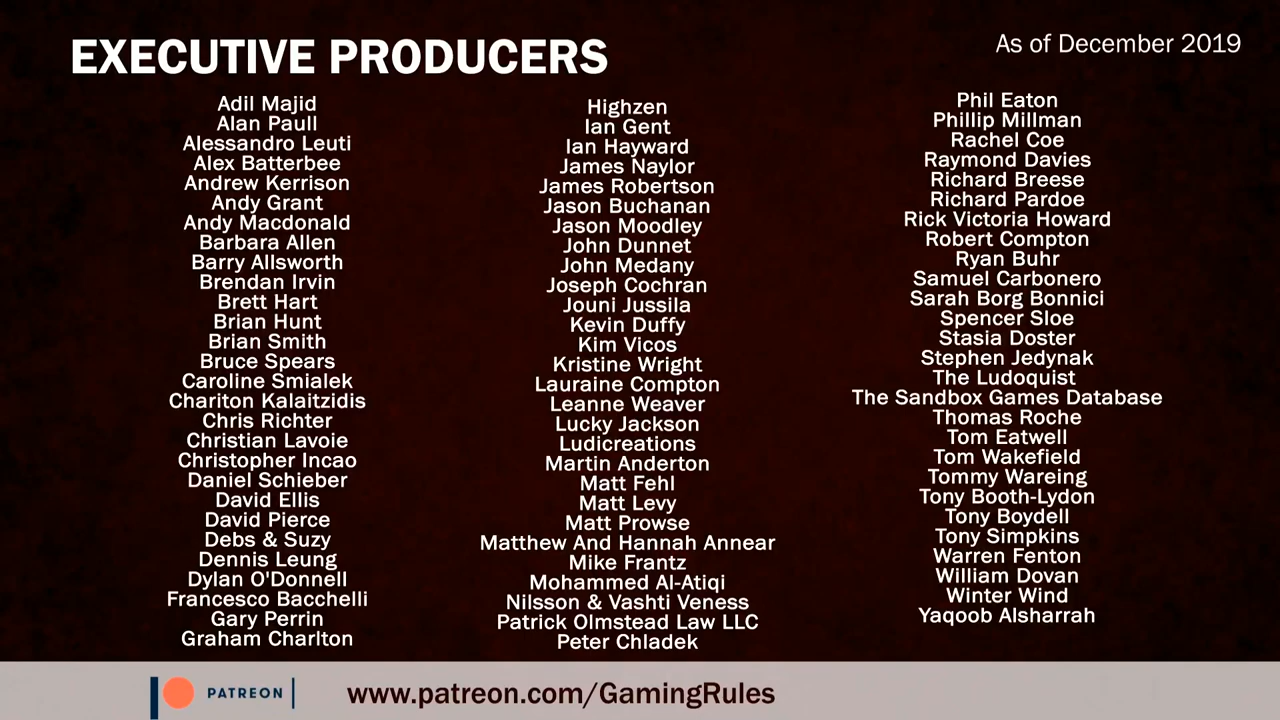 EXECUTIVE PRODUCERS
As of December 2019
Adil Majid
Alan Paull
Alessandro Leuti
Alex Batterbee
Andrew Kerrison
Andy Grant
Andy Macdonald
Barbara Allen
Barry Allsworth
Brendan Irvin
Brett Hart
Brian Hunt
Brian Smith
Bruce Spears
Caroline Smialek
Chariton Kalaitzidis
Chris Richter
Christian Lavoie
Christopher Incao
Daniel Schieber
David Ellis
David Pierce
Debs & Suzy
Dennis Leung
Dylan O'Donnell
Francesco Bacchelli
Gary Perrin
Graham Charlton
Highzen
Ian Gent
Ian Hayward
James Naylor
James Robertson
Jason Buchanan
Jason Moodley
John Dunnet
John Medany
Joseph Cochran
Jouni Jussila
Kevin Duffy
Kim Vicos
Kristine Wright
Lauraine Compton
Leanne Weaver
Lucky Jackson
Ludicreations
Martin Anderton
Matt Fehl
Matt Levy
Matt Prowse
Matthew And Hannah Annear
Mike Frantz
Mohammed Al-Atiqi
Nilsson & Vashti Veness
Patrick Olmstead Law LLC
Peter Chladek
Phil Eaton
Phillip Millman
Rachel Coe
Raymond Davies
Richard Breese
Richard Pardoe
Rick Victoria Howard
Robert Compton
Ryan Buhr
Samuel Carbonero
Sarah Borg Bonnici
Spencer Sloe
Stasia Doster
Stephen Jedynak
The Ludoquist
The Sandbox Games Database
Thomas Roche
Tom Eatwell
Tom Wakefield
Tommy Wareing
Tony Booth-Lydon
Tony Boydell
Tony Simpkins
Warren Fenton
William Dovan
Winter Wind
Yaqoob Alsharrah
PATREON
www.patreon.com/GamingRules